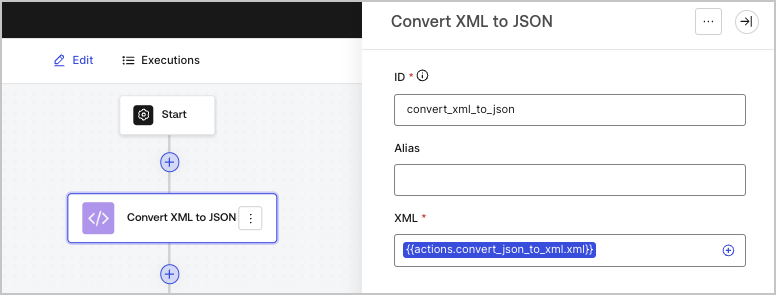 Convert XML to JSON
...
Edit
Executions
Start
Convert XML to JSON
ID *
convert_xml_to_json
Alias
XML *
{{actions.convert_json_to_xml.xml}}